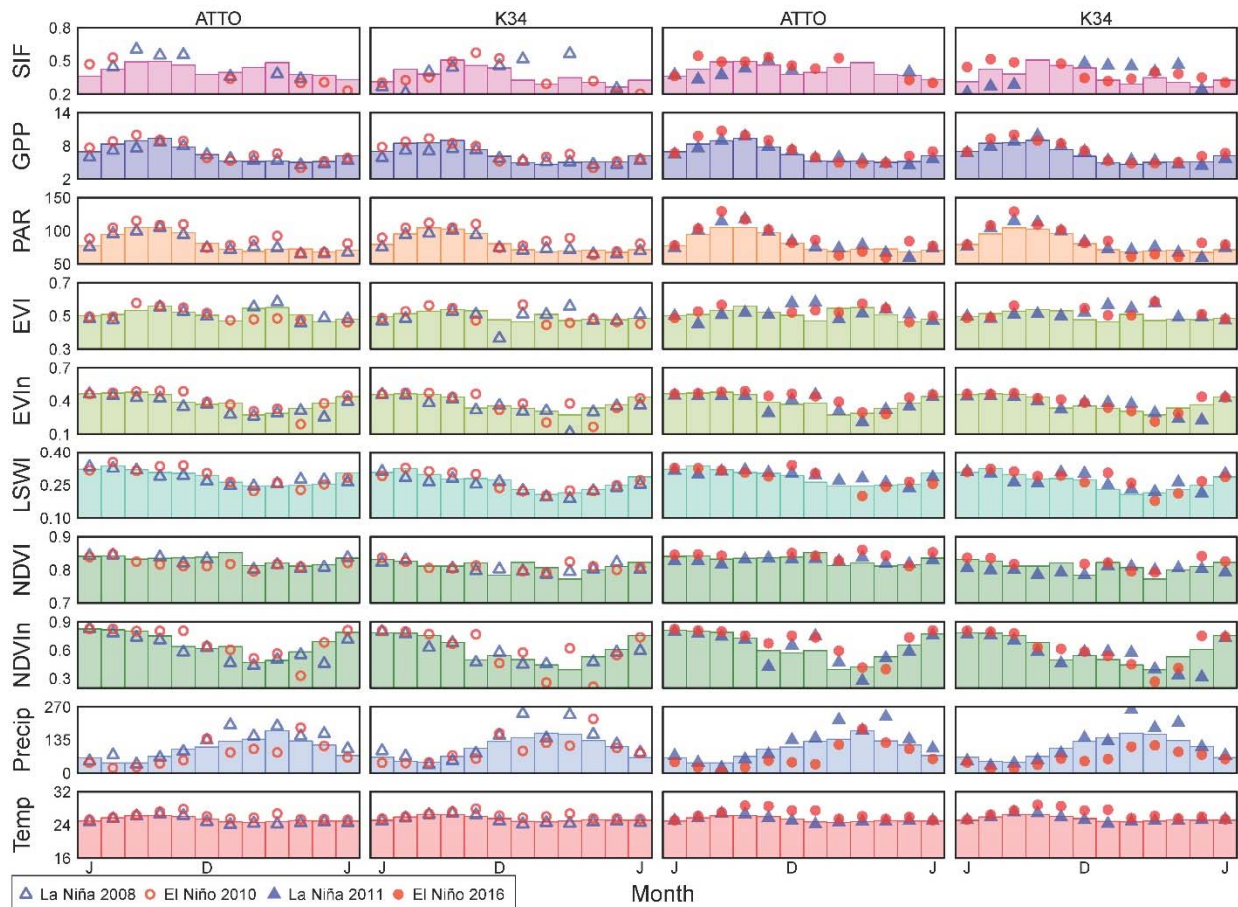 ATTO K34 ATTO K34
SIF 0.8 0.5 0.2
GPP 14 8 2
PAR 150 100 50
EVI 0.7 0.5 0.3
EVIn 0.7 0.4 0.1
LSWI 0.40 0.25 0.10
NDVI 0.9 0.8 0.7
NDVIn 0.9 0.6 0.3
Precip 270 135 0
Temp 32 24 16
J D J D J D J D J
Month
La Niña 2008 El Niño 2010 La Niña 2011 El Niño 2016